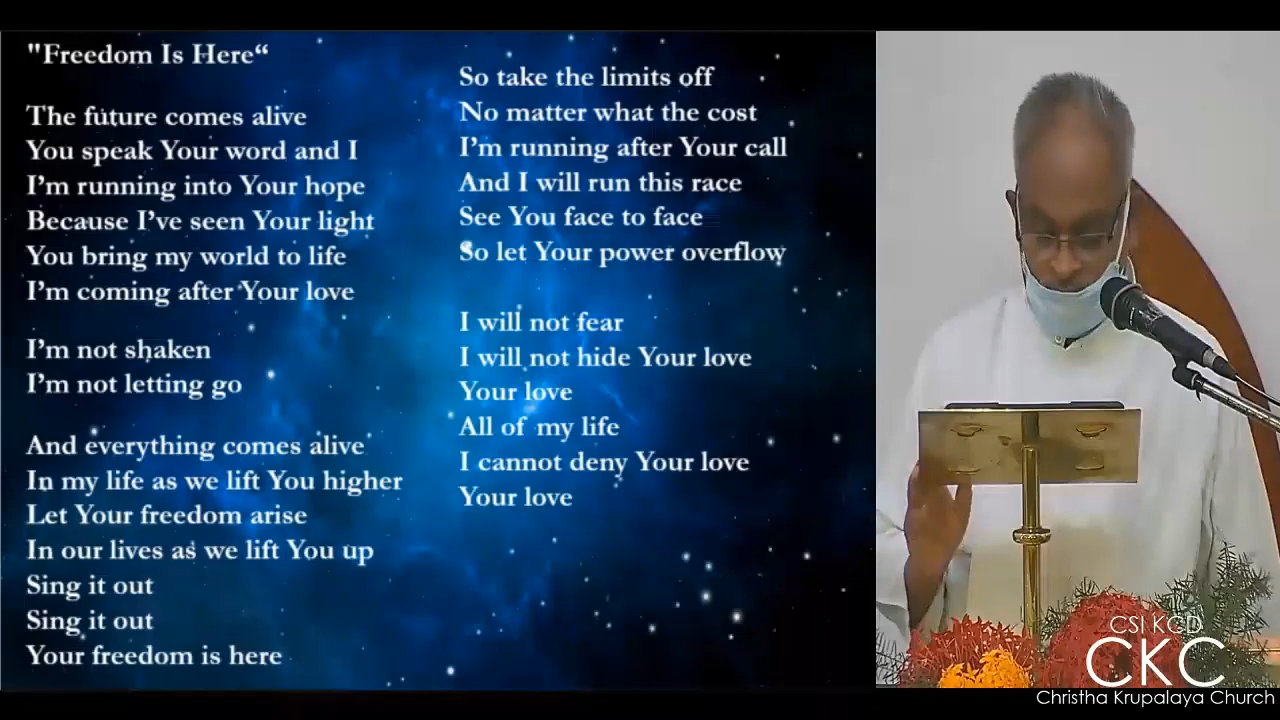 "Freedom Is Here“
The future comes alive
You speak Your word and I
I’m running into Your hope
Because I’ve seen Your light
You bring my world to life
I’m coming after Your love
I’m not shaken
I’m not letting go
And everything comes alive
In my life as we lift You higher
Let Your freedom arise
In our lives as we lift You up
Sing it out
Sing it out
Your freedom is here
So take the limits off
No matter what the cost
I’m running after Your call
And I will run this race
See You face to face
So let Your power overflow
I will not fear
I will not hide Your love
Your love
All of my life
I cannot deny Your love
Your love
CSI KCD
CKC
Christha Krupalaya Church